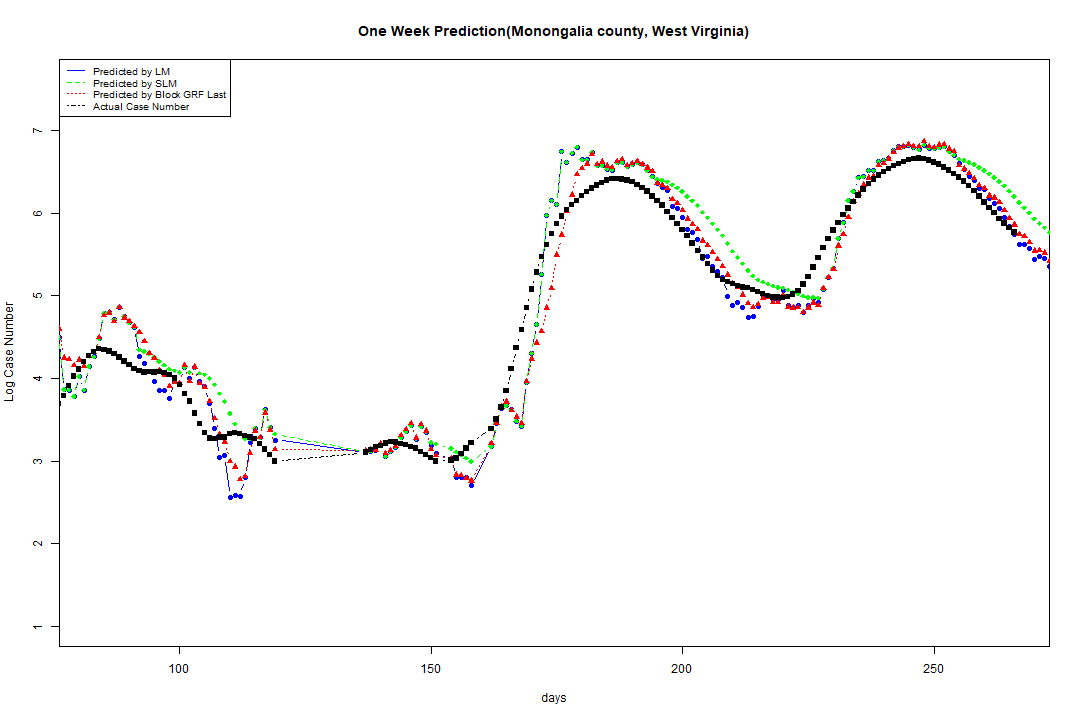 One Week Prediction(Monongalia county, West Virginia)
Predicted by LM
Predicted by SLM
Predicted by Block GRF Last
Actual Case Number
7
6
5
4
3
2
1
Log Case Number
100 150 200 250
days